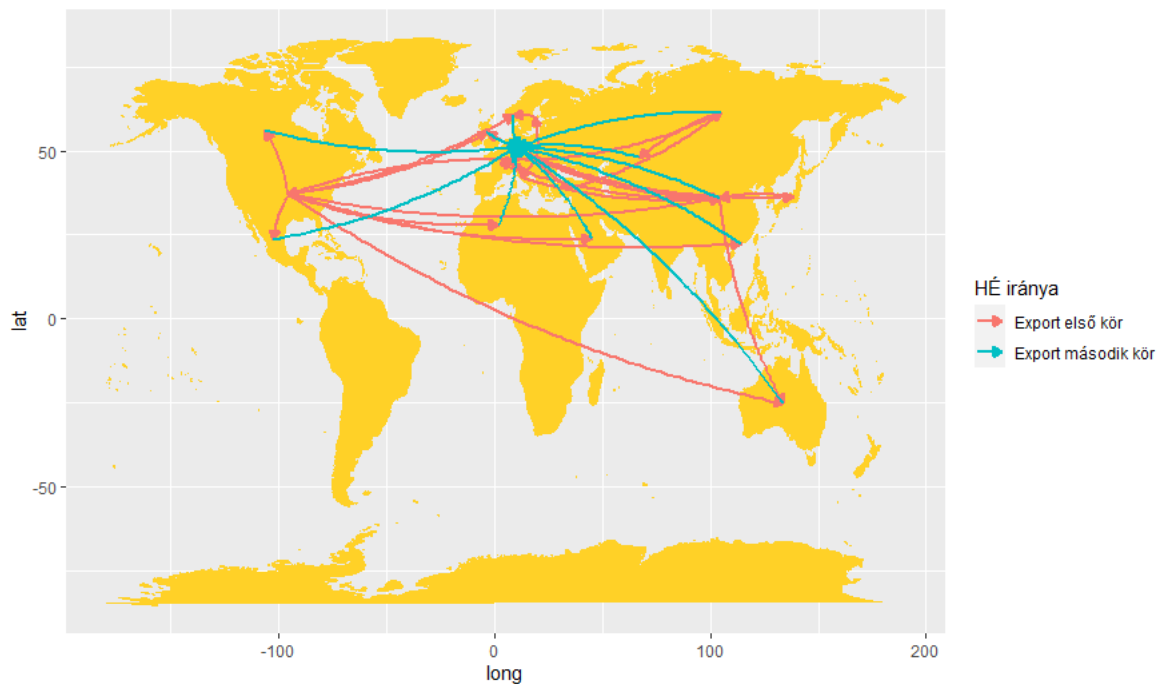 50
0
-50
lat
-100
0
100
200
long
HÉ iránya
Export első kör
Export második kör